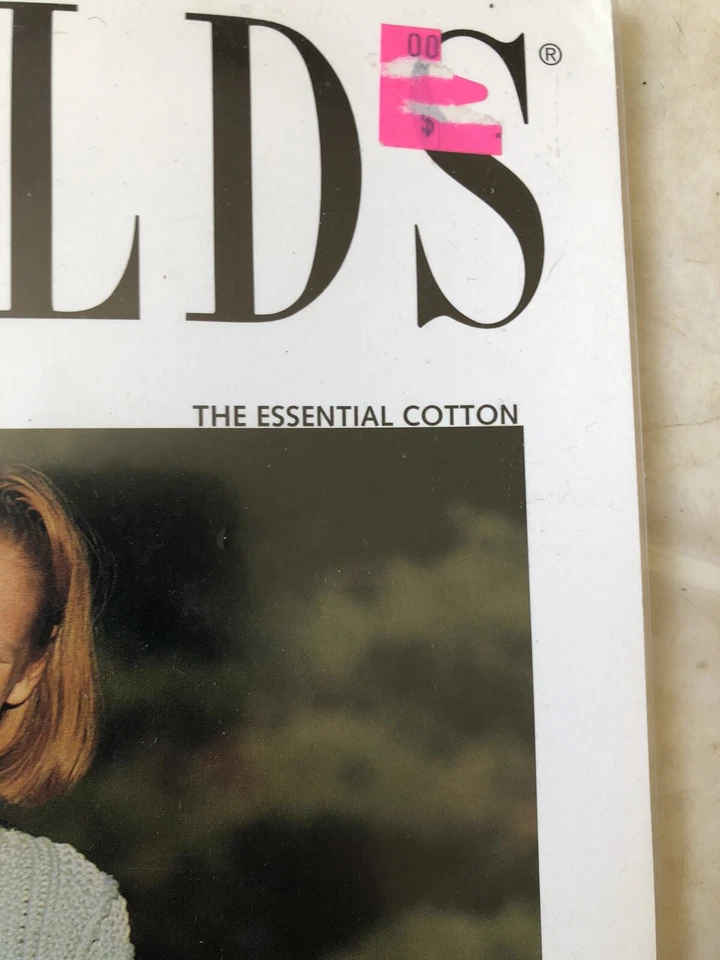 LDS®
00
$
THE ESSENTIAL COTTON